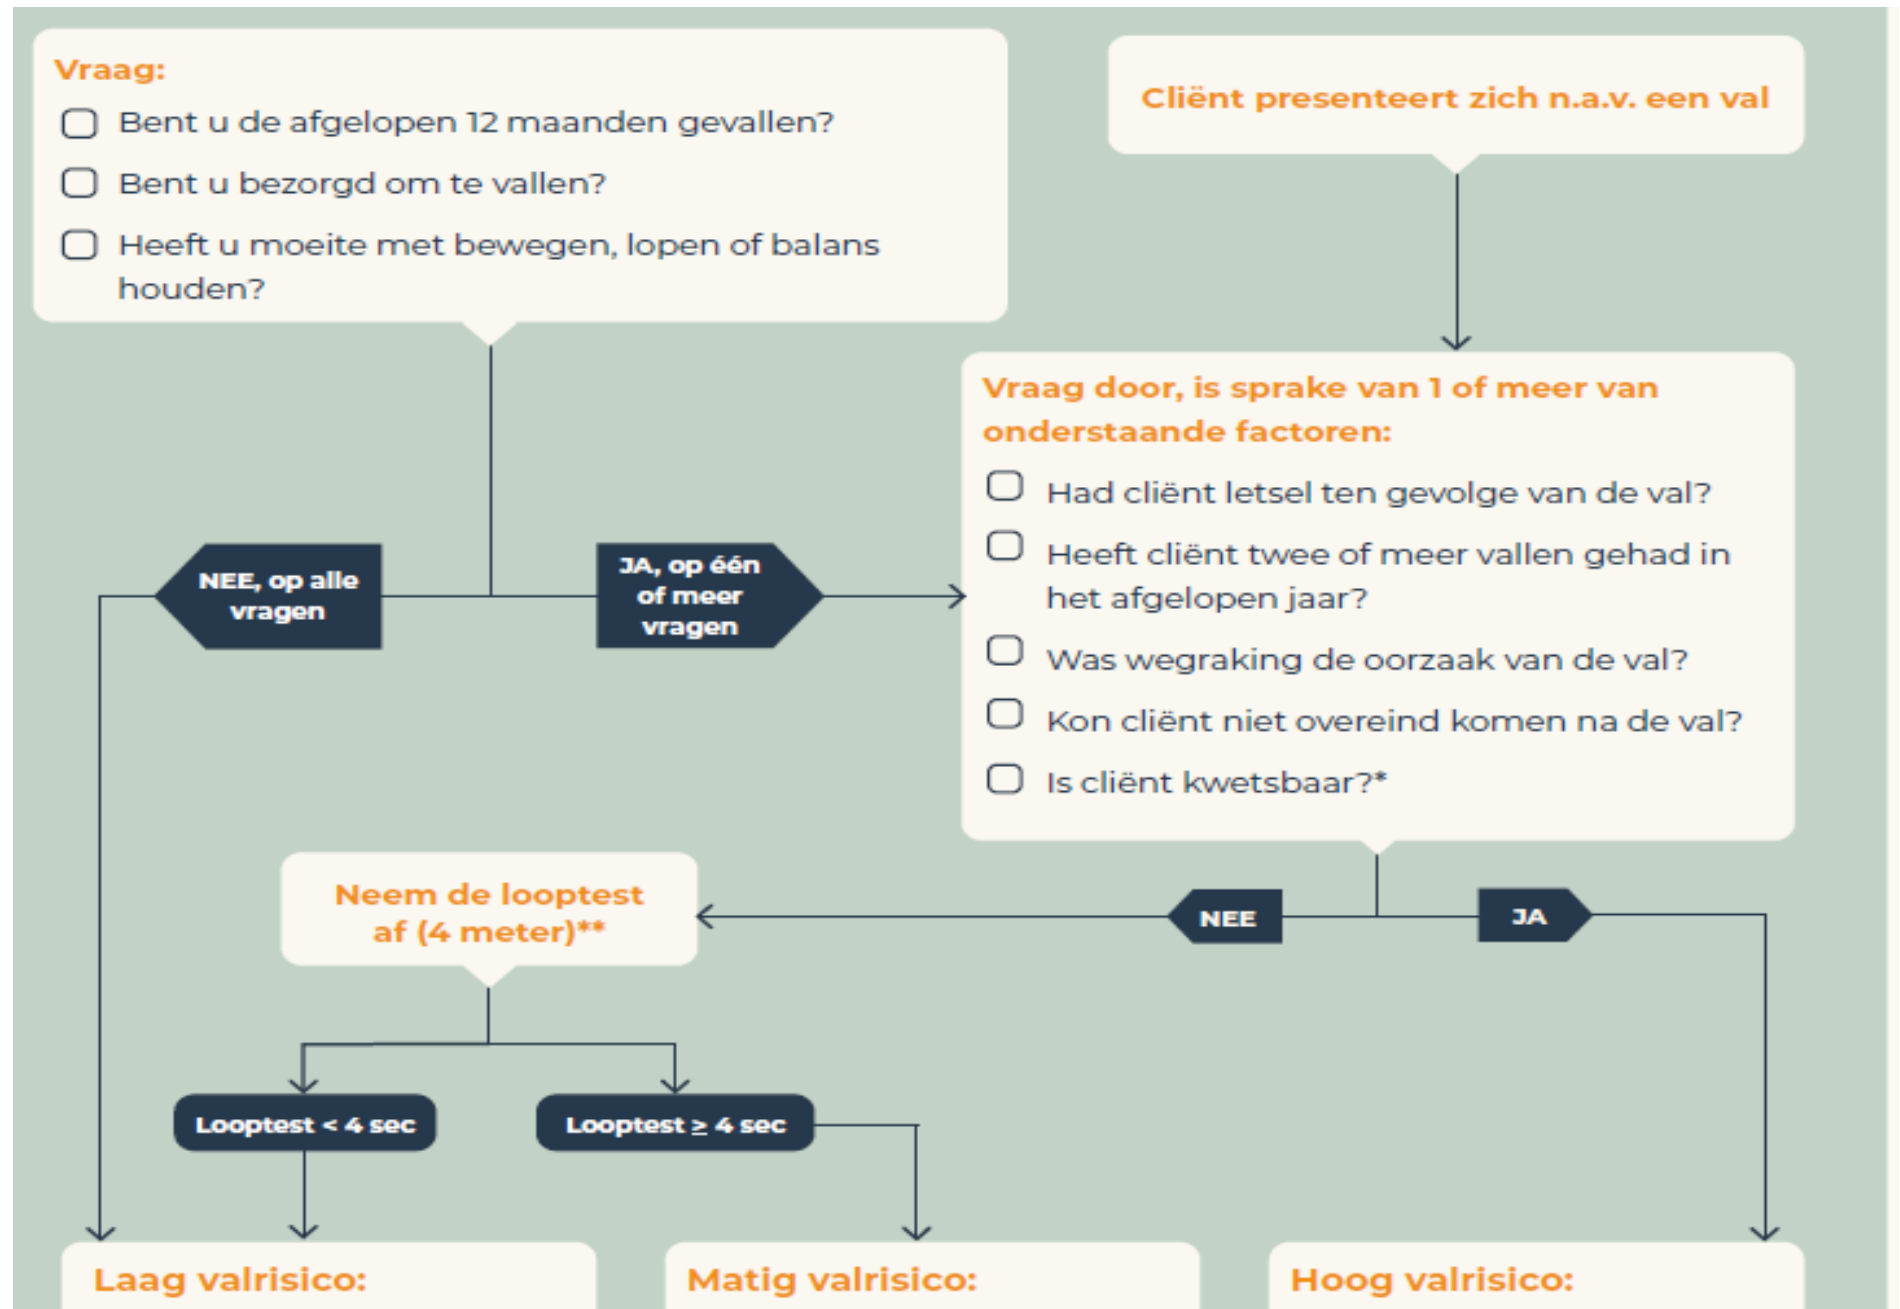 Vraag:
Bent u de afgelopen 12 maanden gevallen?
Bent u bezorgd om te vallen?
Heeft u moeite met bewegen, lopen of balans
houden?
Cliënt presenteert zich n.a.v. een val
Vraag door, is sprake van 1 of meer van
onderstaande factoren:
Had cliënt letsel ten gevolge van de val?
Heeft cliënt twee of meer vallen gehad in
het afgelopen jaar?
Was wegraking de oorzaak van de val?
Kon cliënt niet overeind komen na de val?
Is cliënt kwetsbaar?*
NEE, op alle
vragen
JA, op één
of meer
vragen
NEE
JA
Neem de looptest
af (4 meter)**
Looptest < 4 sec
Looptest ≥ 4 sec
Laag valrisico:
Matig valrisico:
Hoog valrisico: